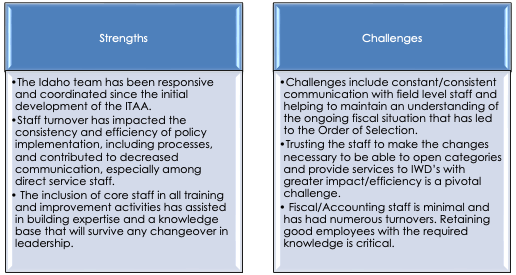 Strengths
•The Idaho team has been responsive
and coordinated since the initial
development of the ITAA.
•Staff turnover has impacted the
consistency and efficiency of policy
implementation, including processes,
and contributed to decreased
communication, especially among
direct service staff.
• The inclusion of core staff in all training
and improvement activities has assisted
in building expertise and a knowledge
base that will survive any changeover in
leadership.
Challenges
•Challenges include constant/consistent
communication with field level staff and
helping to maintain an understanding of
the ongoing fiscal situation that has led
to the Order of Selection.
•Trusting the staff to make the changes
necessary to be able to open categories
and provide services to IWD's with
greater impact/efficiency is a pivotal
challenge.
• Fiscal/Accounting staff is minimal and
has had numerous turnovers. Retaining
good employees with the required
knowledge is critical.